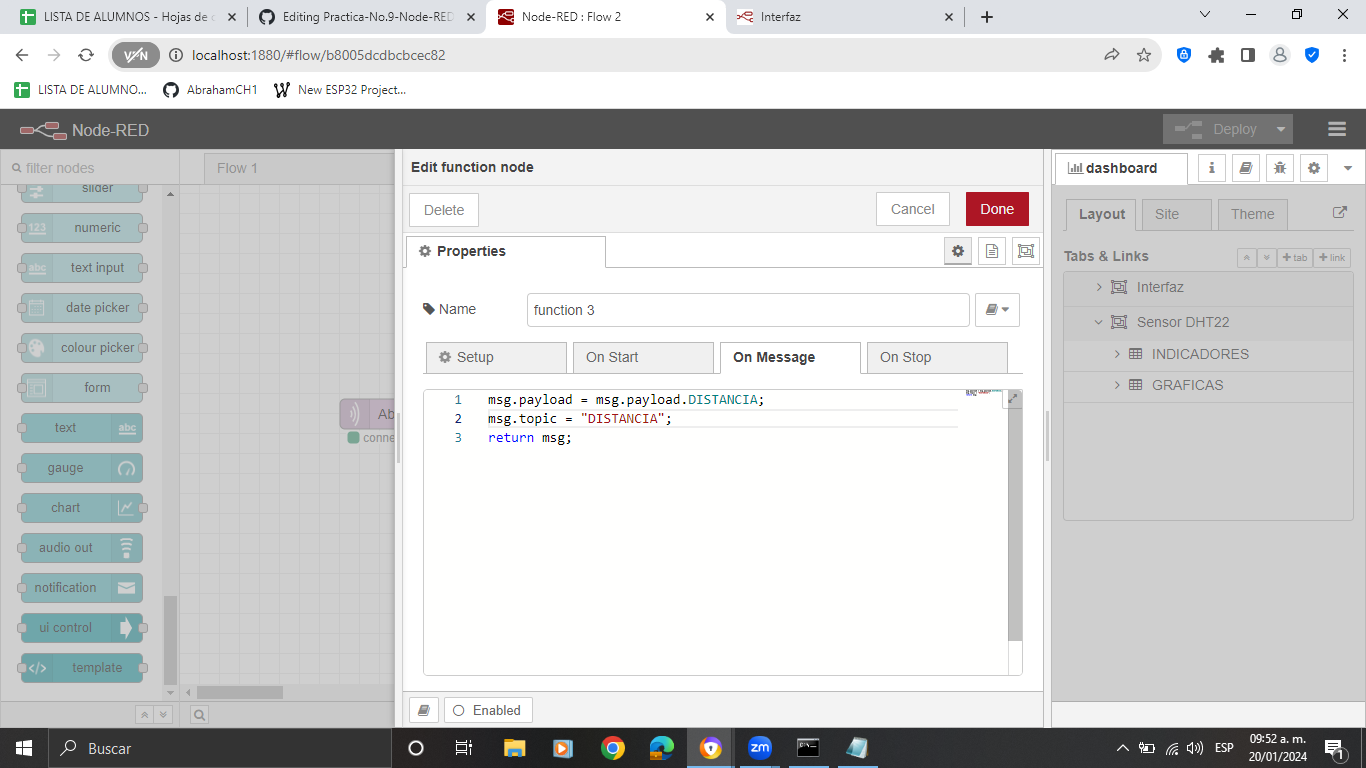 LISTA DE ALUMNOS - Hojas de c
Editing Practica-No.9-Node-RED
Node-RED : Flow 2
Interfaz
VPN
localhost:1880/#flow/b8005dcdbcbcec82
LISTA DE ALUMNO...
AbrahamCH1
New ESP32 Project...
Node-RED
Deploy
filter nodes
Flow 1
slider
123 numeric
abc text input
date picker
colour picker
form
text abc
gauge
chart
audio out
notification
ui control
template
Ab
conne
Edit function node
Delete
Cancel
Done
Properties
Name
function 3
Setup
On Start
On Message
On Stop
1 msg.payload = msg.payload.DISTANCIA;
2 msg.topic = "DISTANCIA";
3 return msg;
Enabled
dashboard
Layout
Site
Theme
Tabs & Links
+ tab
+ link
Interfaz
Sensor DHT22
INDICADORES
GRAFICAS
Buscar
zm
ESP
09:52 a. m.
20/01/2024
1